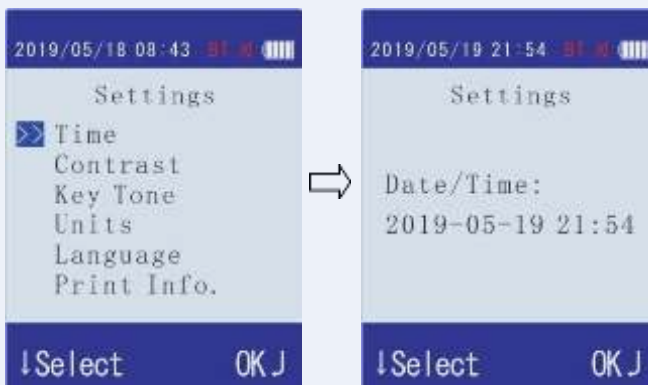 2019/05/18 08:43
Settings
>> Time
Contrast
Key Tone
Units
Language
Print Info.
↓Select OK↲
2019/05/19 21:54
Settings
Date/Time:
2019-05-19 21:54
↓Select OK↲